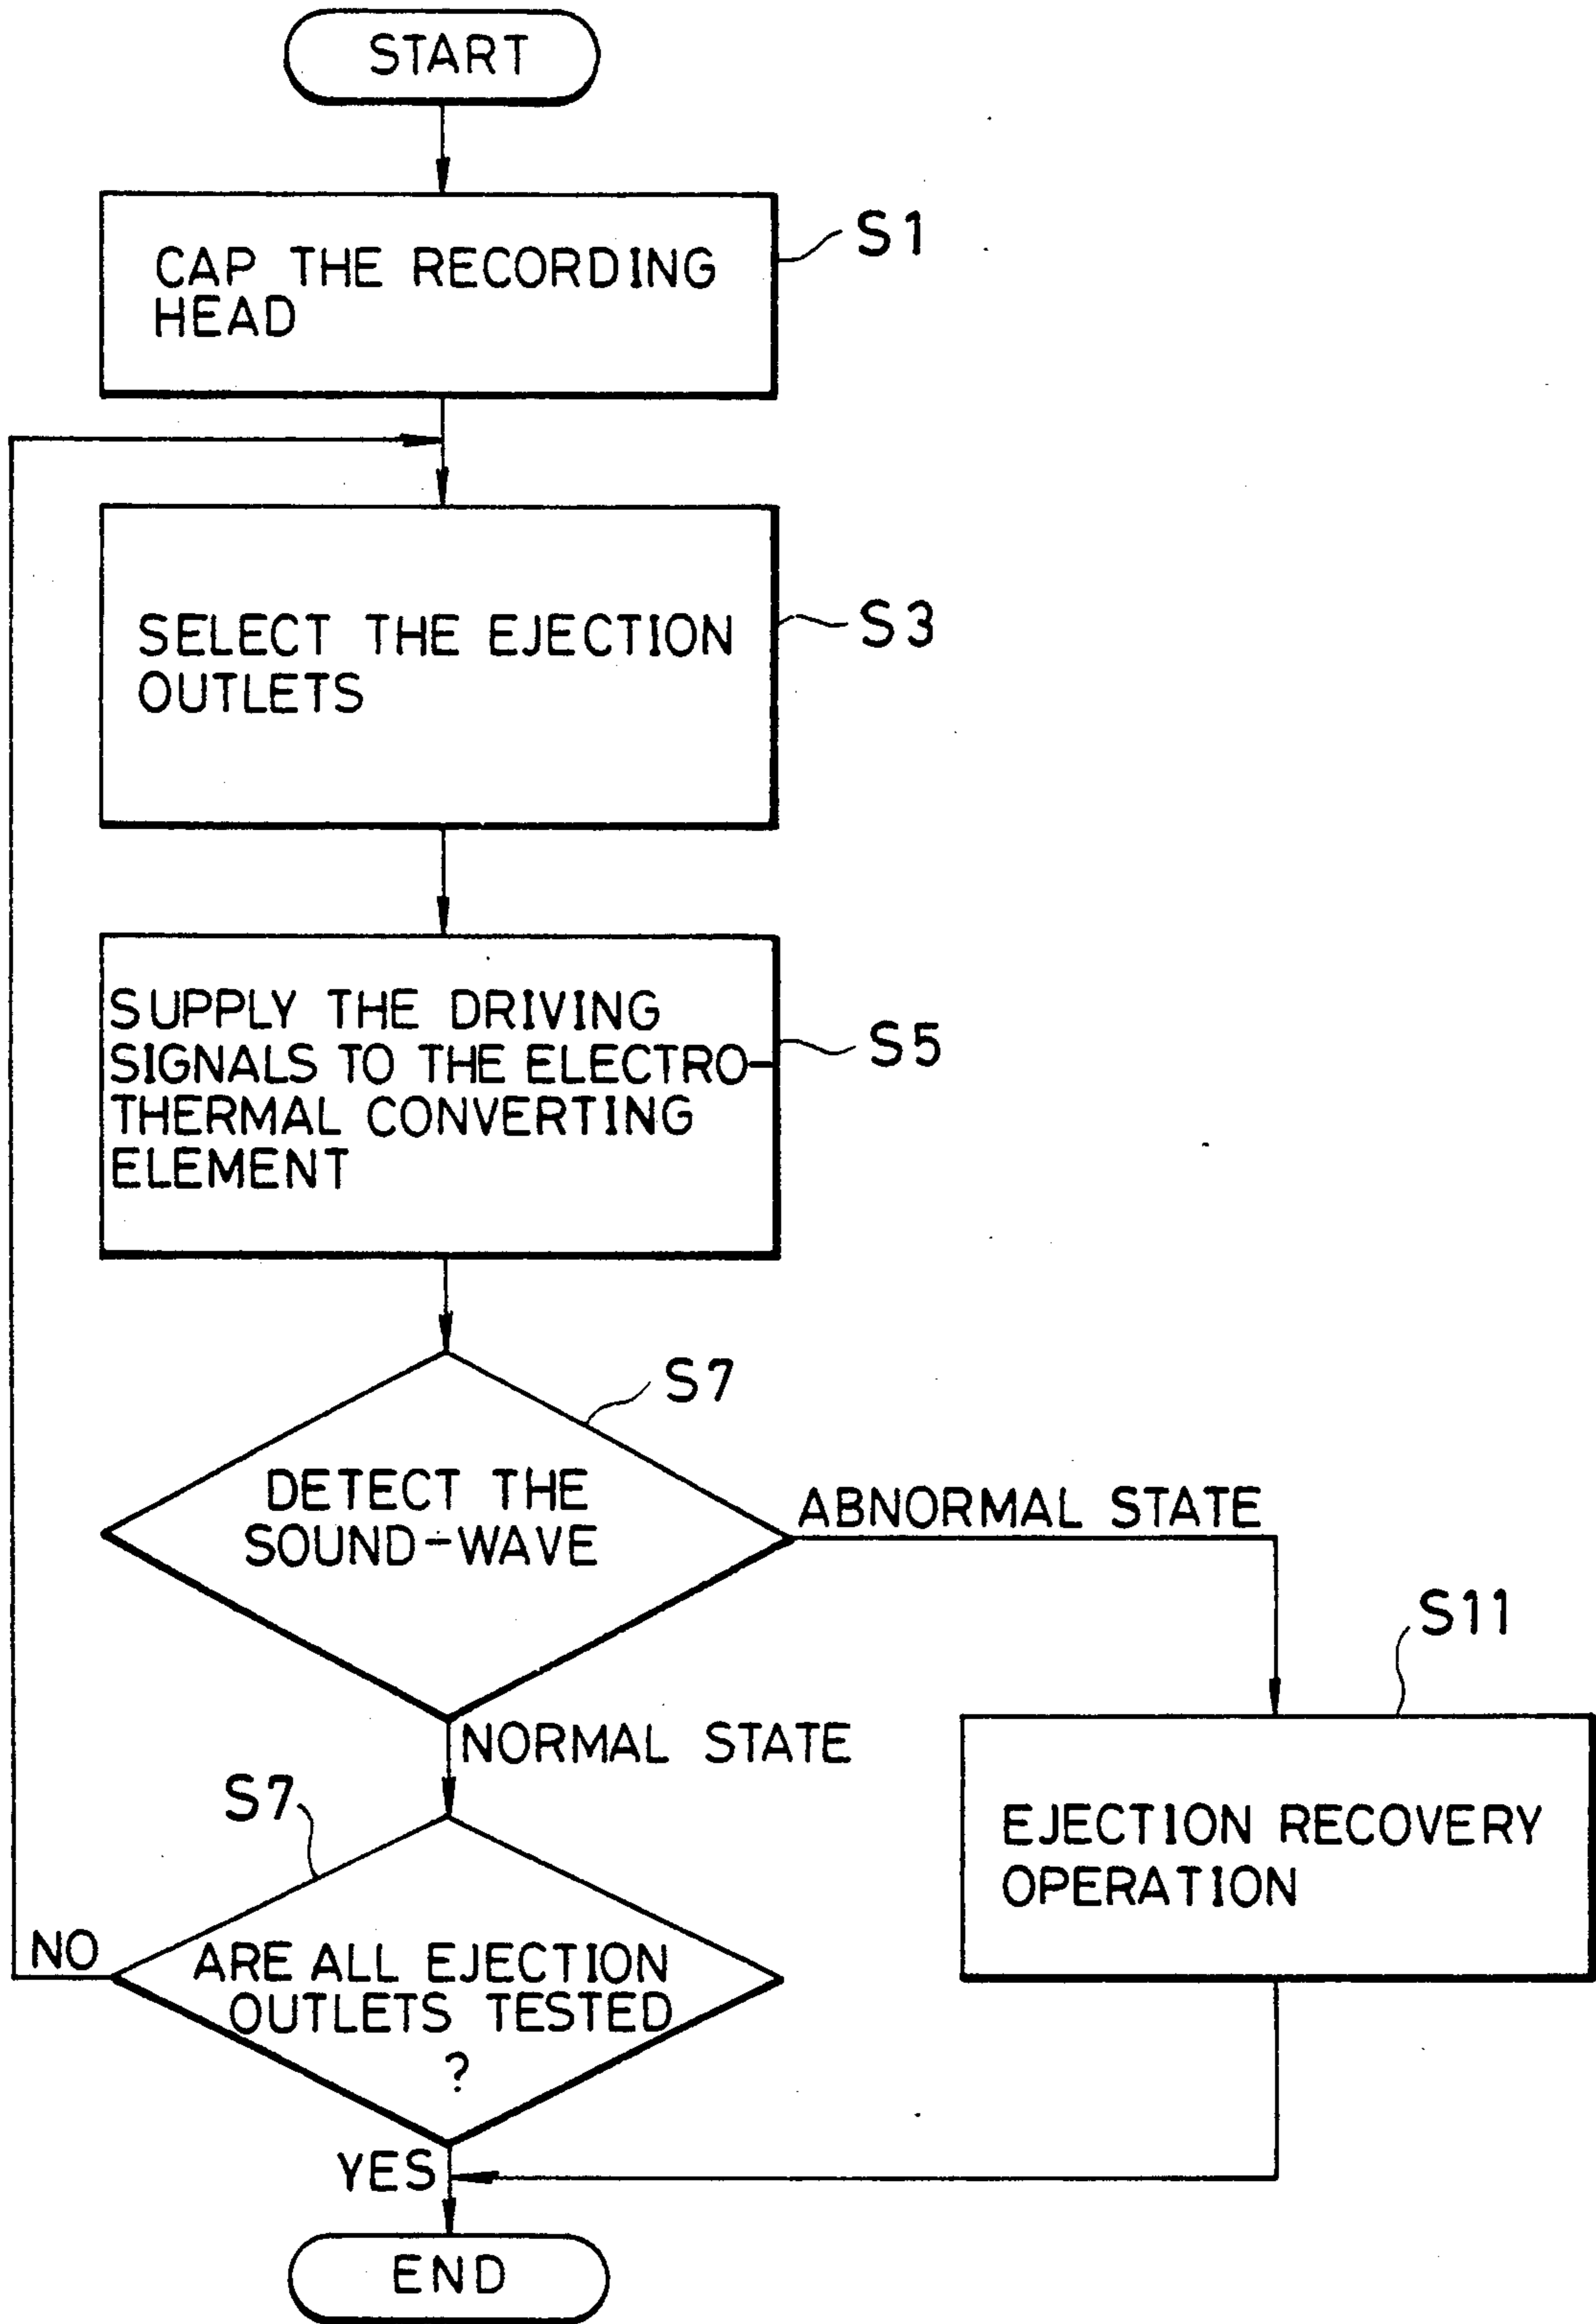 START
CAP THE RECORDING
HEAD
S1
SELECT THE EJECTION
OUTLETS
S3
SUPPLY THE DRIVING
SIGNALS TO THE ELECTRO-
THERMAL CONVERTING
ELEMENT
S5
S7
DETECT THE
SOUND-WAVE
ABNORMAL STATE
NORMAL STATE
S11
EJECTION RECOVERY
OPERATION
S7
NO
ARE ALL EJECTION
OUTLETS TESTED
?
YES
END